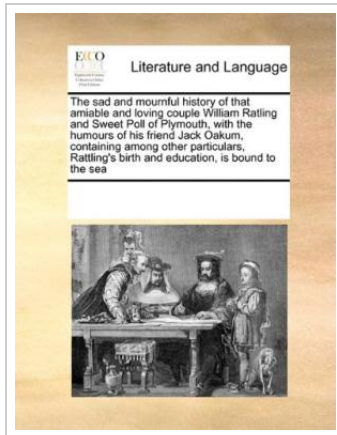 ECCO
Literature and Language
The sad and mournful history of that
amiable and loving couple William Ratling
and Sweet Poll of Plymouth, with the
humours of his friend Jack Oakum,
containing among other particulars,
Rattling's birth and education, is bound to
the sea